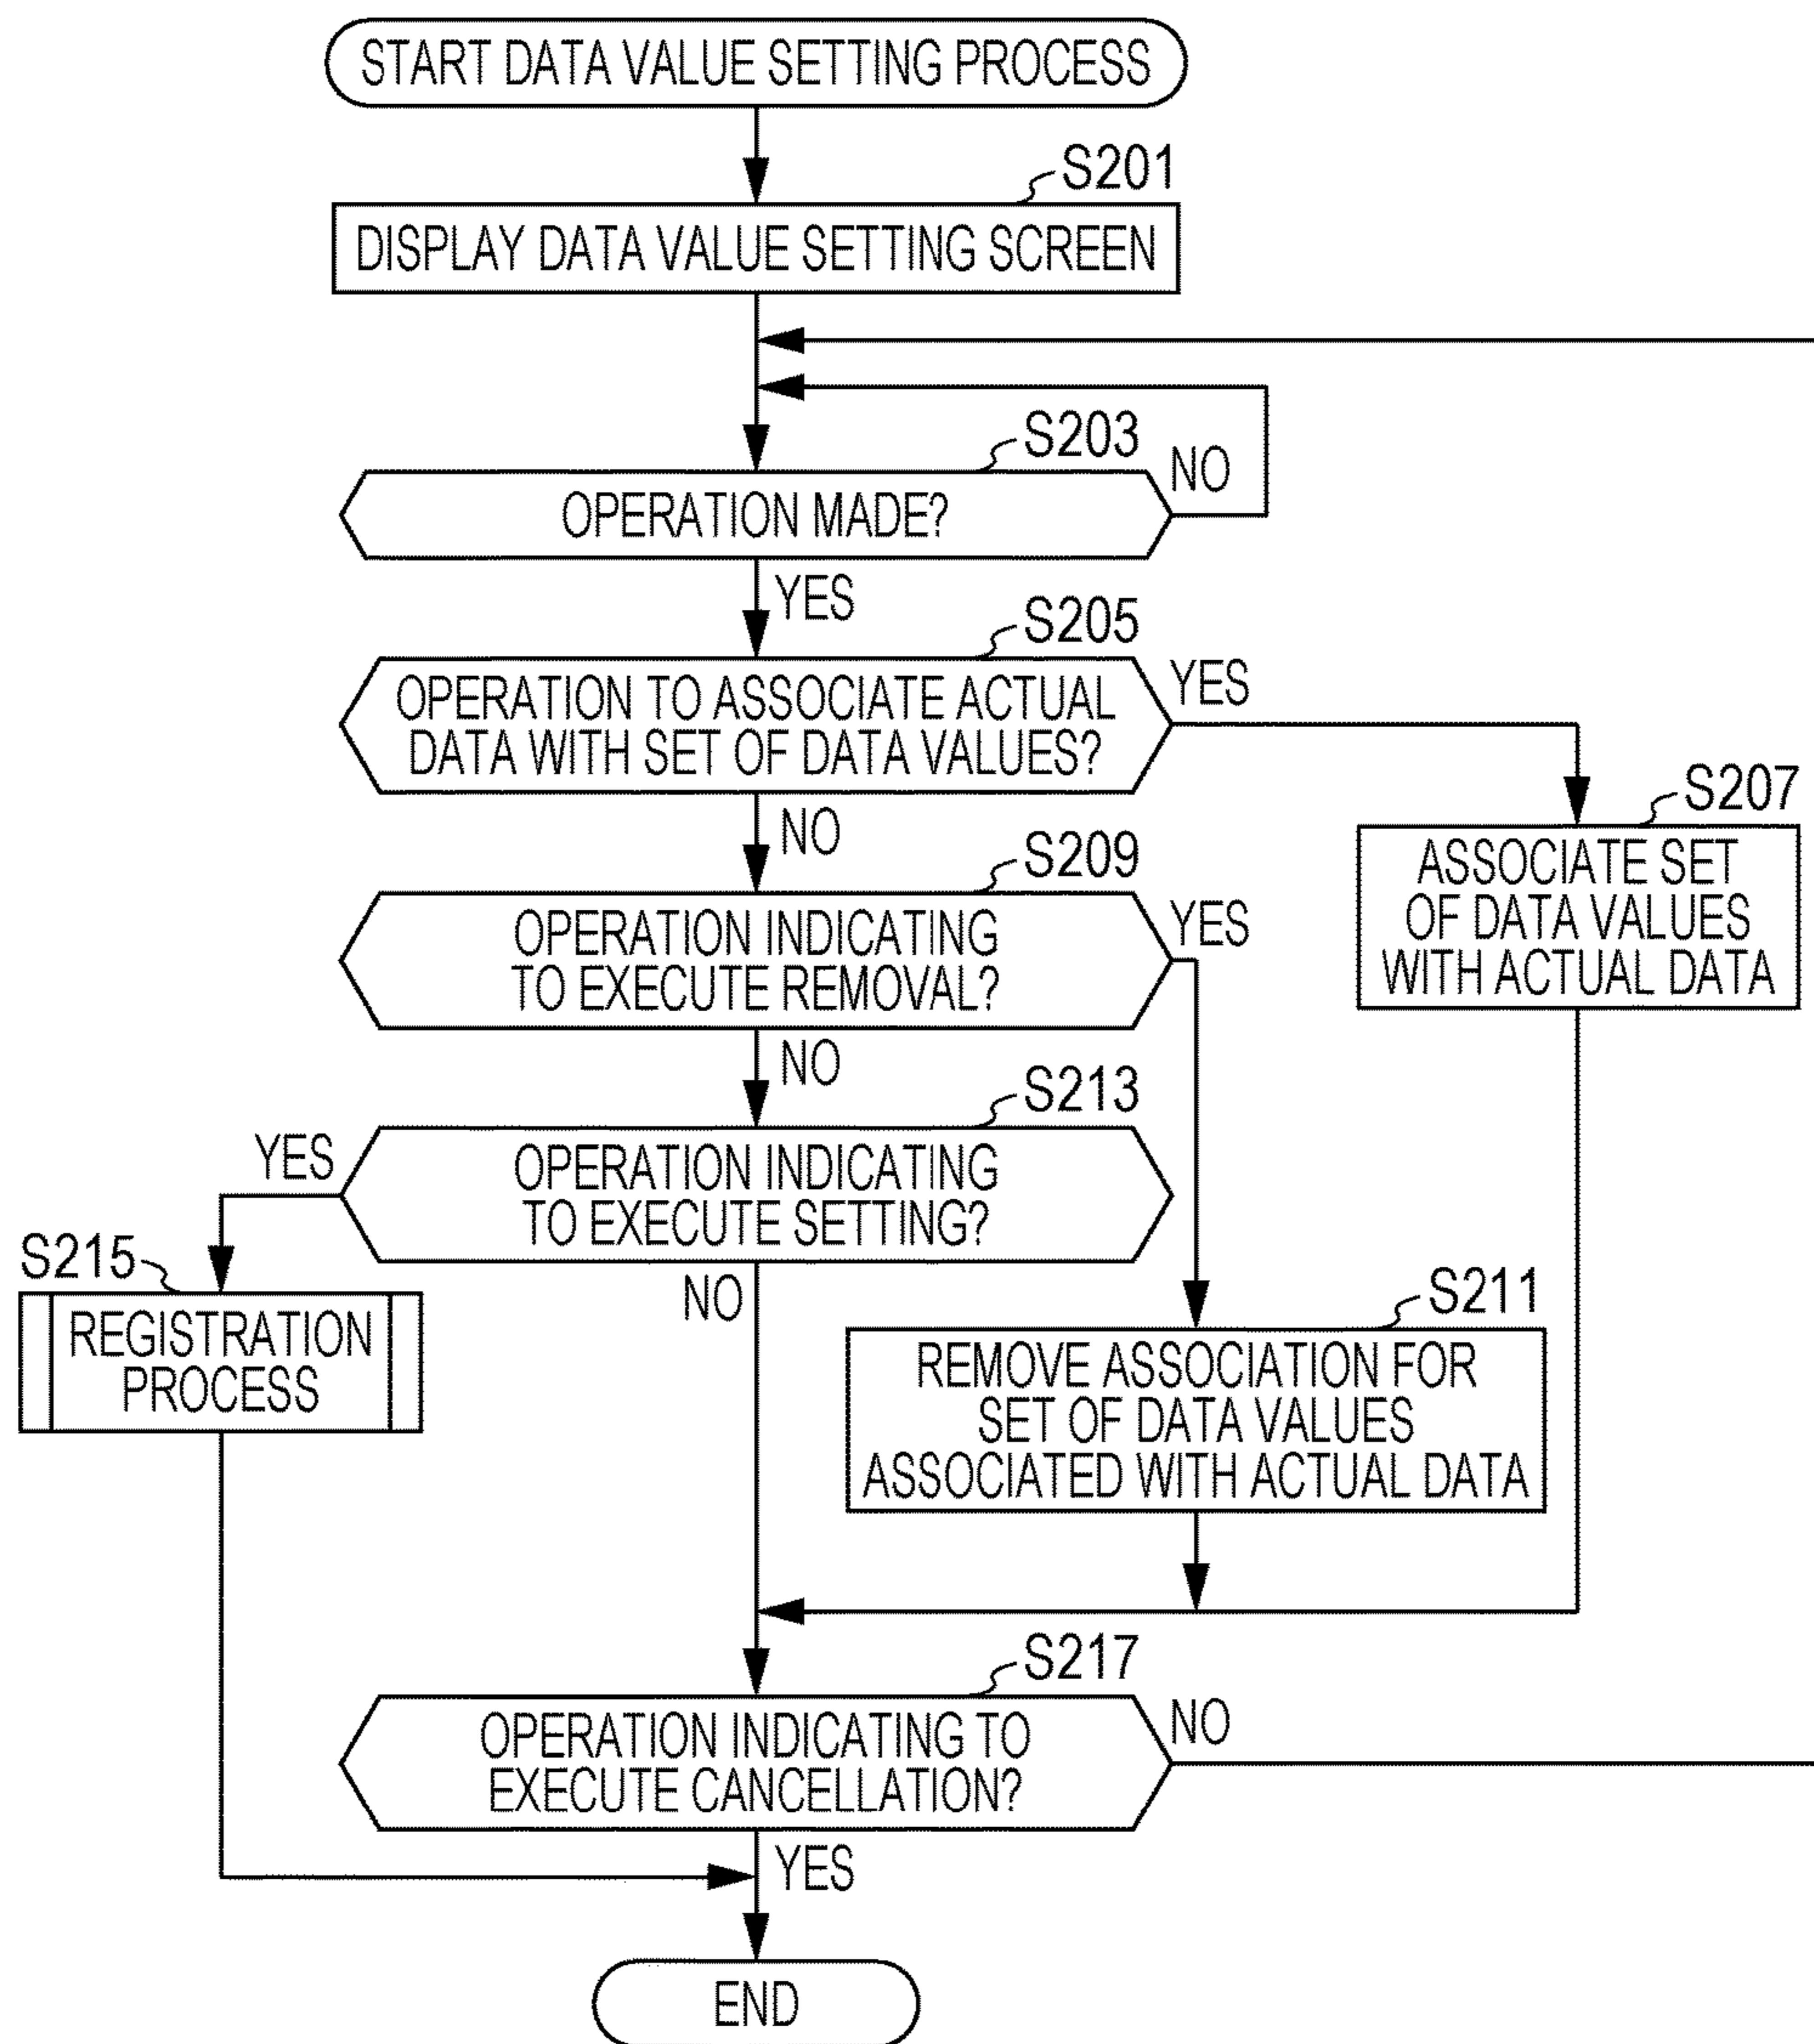 START DATA VALUE SETTING PROCESS
S201
DISPLAY DATA VALUE SETTING SCREEN
S203
NO
OPERATION MADE?
YES
S205
YES
OPERATION TO ASSOCIATE ACTUAL
DATA WITH SET OF DATA VALUES?
S207
NO
ASSOCIATE SET
OF DATA VALUES
WITH ACTUAL DATA
S209
YES
OPERATION INDICATING
TO EXECUTE REMOVAL?
NO
S213
YES
OPERATION INDICATING
TO EXECUTE SETTING?
S215
NO
REGISTRATION
PROCESS
S211
REMOVE ASSOCIATION FOR
SET OF DATA VALUES
ASSOCIATED WITH ACTUAL DATA
S217
NO
OPERATION INDICATING TO
EXECUTE CANCELLATION?
YES
END